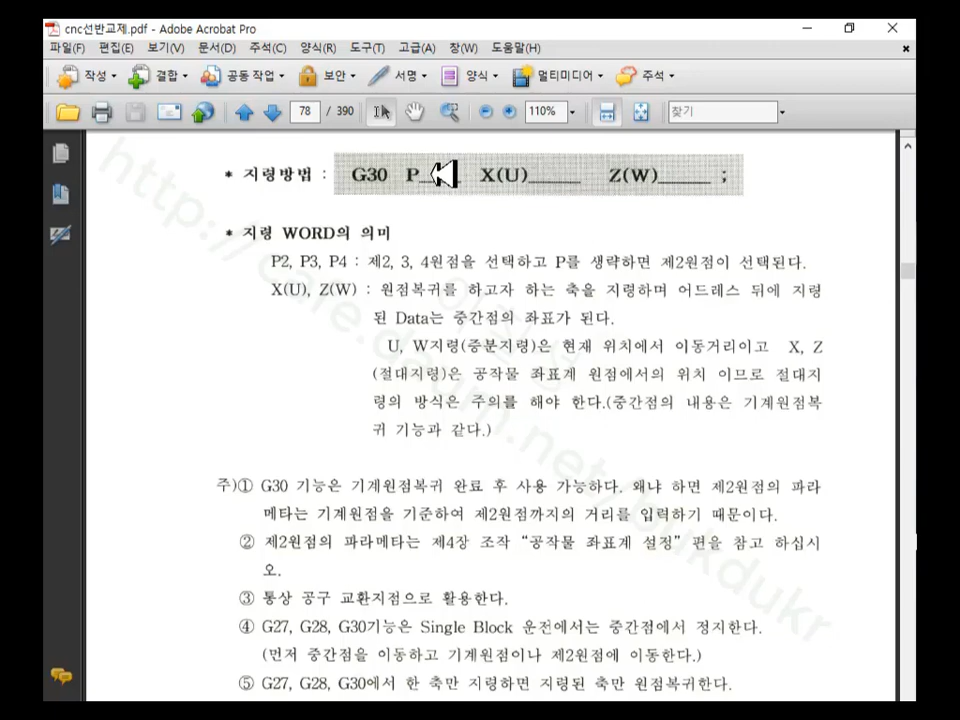 cnc선반교제.pdf - Adobe Acrobat Pro
파일(F) 편집(E) 보기(V) 문서(D) 주석(C) 양식(R) 도구(T) 고급(A) 창(W) 도움말(H)
작성 결합 공동 작업 보안 서명 양식 멀티미디어 주석
78 / 390 110% 찾기
* 지령방법 : G30 P__ X(U)_____ Z(W)_____ ;
* 지령 WORD의 의미
P2, P3, P4 : 제2, 3, 4원점을 선택하고 P를 생략하면 제2원점이 선택된다.
X(U), Z(W) : 원점복귀를 하고자 하는 축을 지령하며 어드레스 뒤에 지령
된 Data는 중간점의 좌표가 된다.
U, W지령(증분지령)은 현재 위치에서 이동거리이고 X, Z
(절대지령)은 공작물 좌표계 원점에서의 위치 이므로 절대지
령의 방식은 주의를 해야 한다.(중간점의 내용은 기계원점복
귀 기능과 같다.)
주)① G30 기능은 기계원점복귀 완료 후 사용 가능하다. 왜냐 하면 제2원점의 파라
메타는 기계원점을 기준하여 제2원점까지의 거리를 입력하기 때문이다.
② 제2원점의 파라메타는 제4장 조작 “공작물 좌표계 설정” 편을 참고 하십시
오.
③ 통상 공구 교환지점으로 활용한다.
④ G27, G28, G30기능은 Single Block 운전에서는 중간점에서 정지한다.
(먼저 중간점을 이동하고 기계원점이나 제2원점에 이동한다.)
⑤ G27, G28, G30에서 한 축만 지령하면 지령된 축만 원점복귀한다.